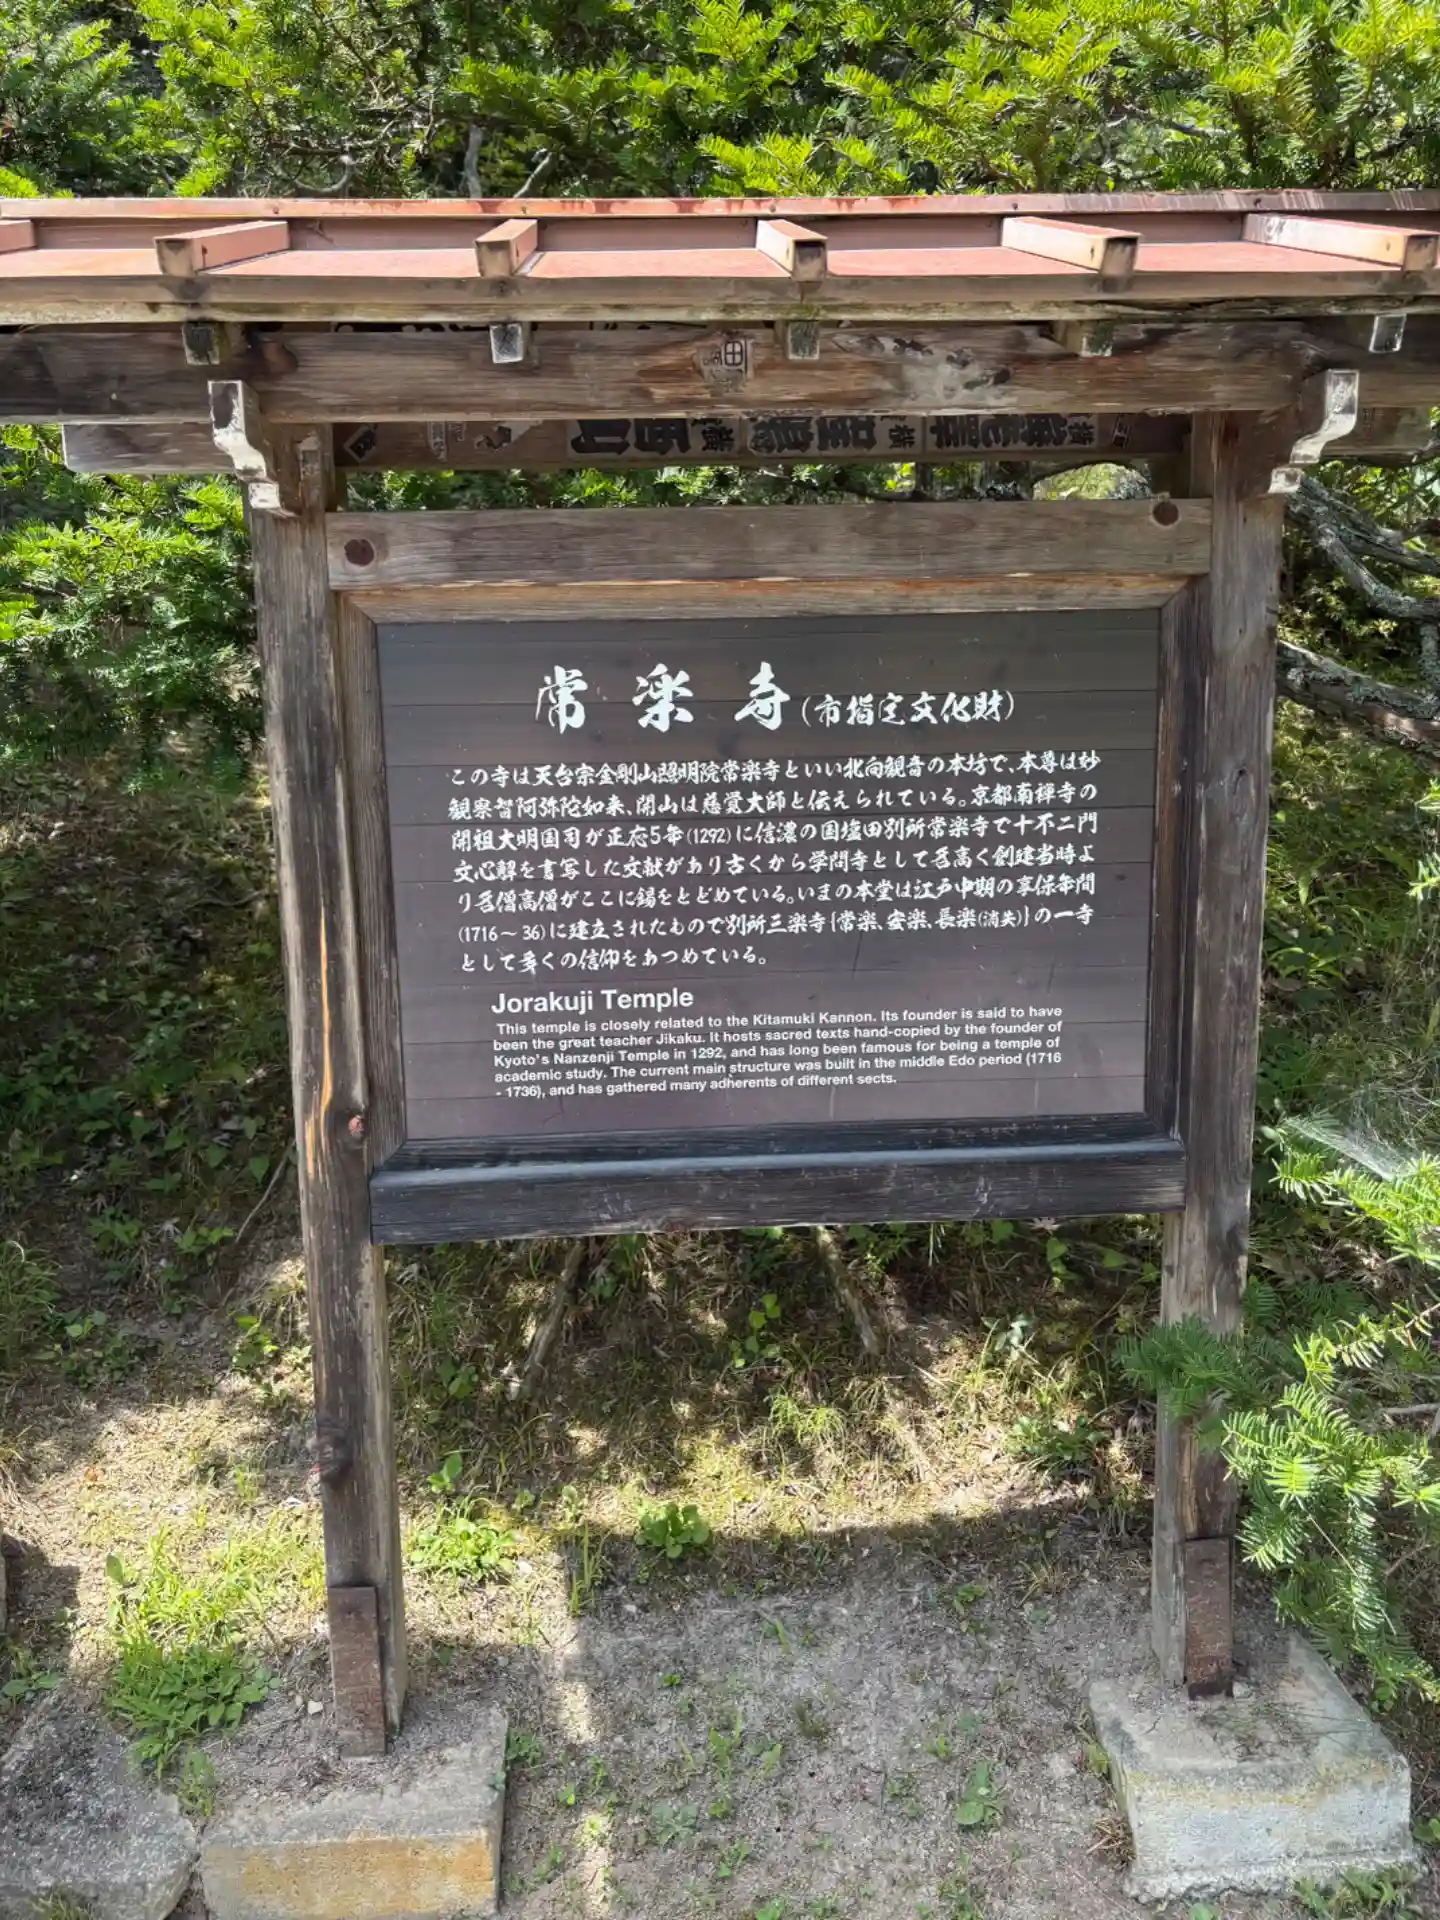 常楽寺(市指定文化財)
この寺は天台宗金剛山照明院常楽寺といい北向観音の本坊で、本尊は妙
観察智阿弥陀如来、開山は慈覚大師と伝えられている。京都南禅寺の
開祖大明国司が正応5年(1292)に信濃の国塩田別所常楽寺で十不二門
文心解を書写した文献があり古くから学問寺として名高く創建当時よ
り名僧高僧がここに錫をとどめている。いまの本堂は江戸中期の享保年間
(1716〜36)に建立されたもので別所三楽寺{常楽、安楽、長楽(消失)}の一寺
として多くの信仰をあつめている。
Jorakuji Temple
This temple is closely related to the Kitamuki Kannon. Its founder is said to have
been the great teacher Jikaku. It hosts sacred texts hand-copied by the founder of
Kyoto's Nanzenji Temple in 1292, and has long been famous for being a temple of
academic study. The current main structure was built in the middle Edo period (1716
- 1736), and has gathered many adherents of different sects.